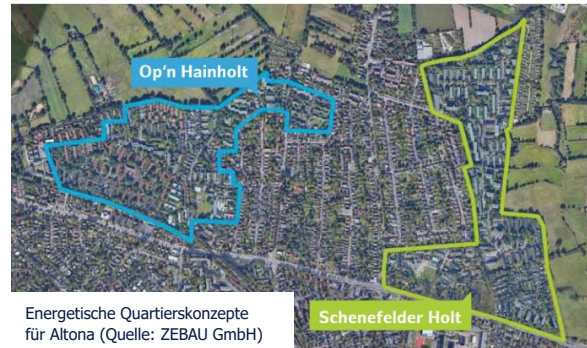 Op'n Hainholt
Schenefelder Holt
Energetische Quartierskonzepte
für Altona (Quelle: ZEBAU GmbH)